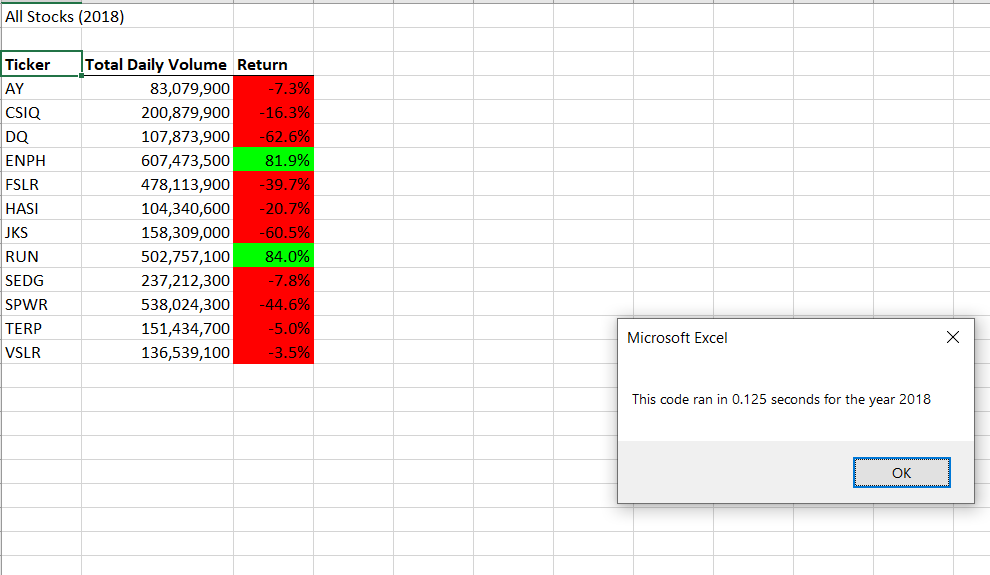 All Stocks (2018)
Ticker Total Daily Volume Return
AY 83,079,900 -7.3%
CSIQ 200,879,900 -16.3%
DQ 107,873,900 -62.6%
ENPH 607,473,500 81.9%
FSLR 478,113,900 -39.7%
HASI 104,340,600 -20.7%
JKS 158,309,000 -60.5%
RUN 502,757,100 84.0%
SEDG 237,212,300 -7.8%
SPWR 538,024,300 -44.6%
TERP 151,434,700 -5.0%
VSLR 136,539,100 -3.5%
Microsoft Excel
This code ran in 0.125 seconds for the year 2018
OK